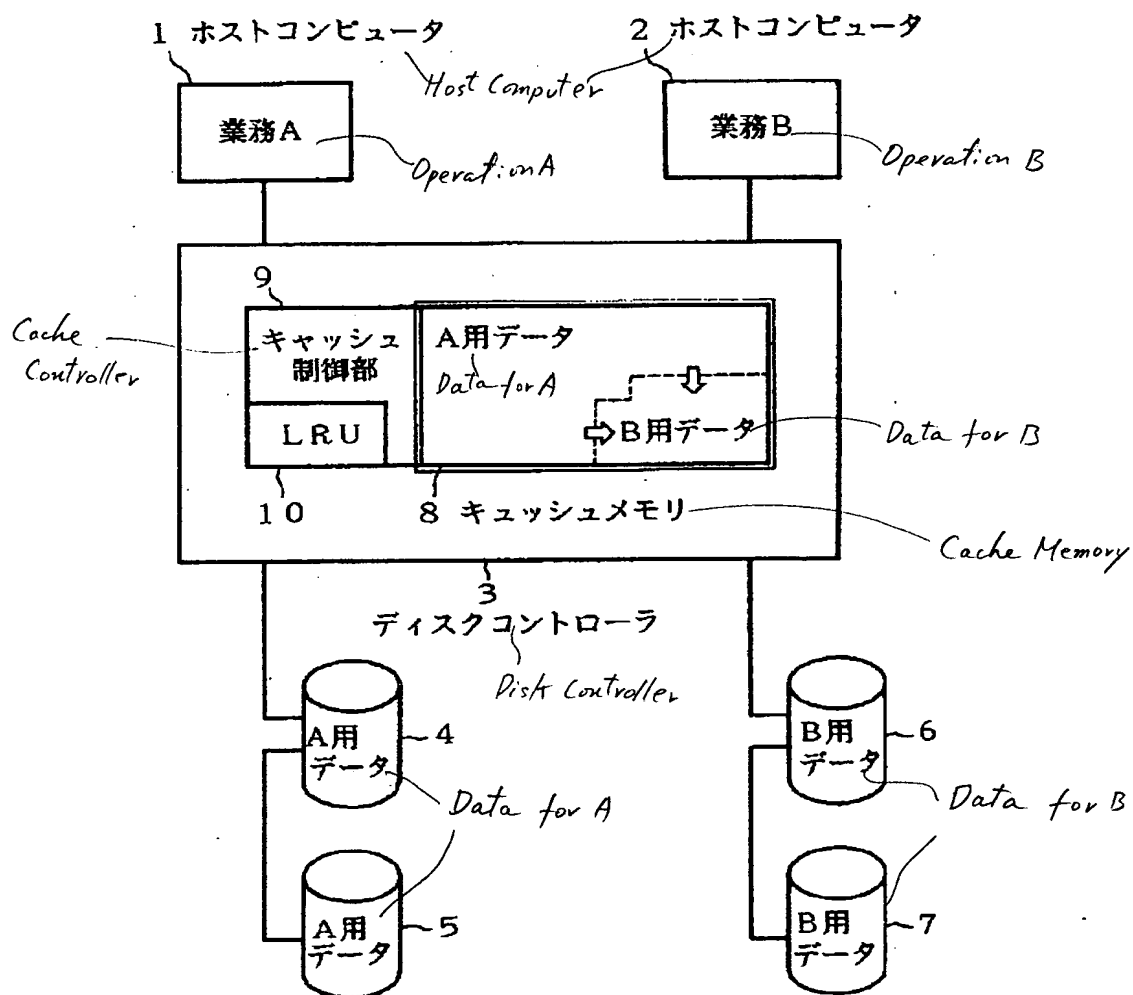 1 ホストコンピュータ
2 ホストコンピュータ
Host Computer
業務A
業務B
Operation A
Operation B
9
キャッシュ
制御部
Cache
Controller
A用データ
Data for A
LRU
B用データ
Data for B
10
8 キュッシュメモリ
Cache Memory
3
ディスクコントローラ
Disk Controller
A用
データ
4
B用
データ
6
Data for A
Data for B
A用
データ
5
B用
データ
7